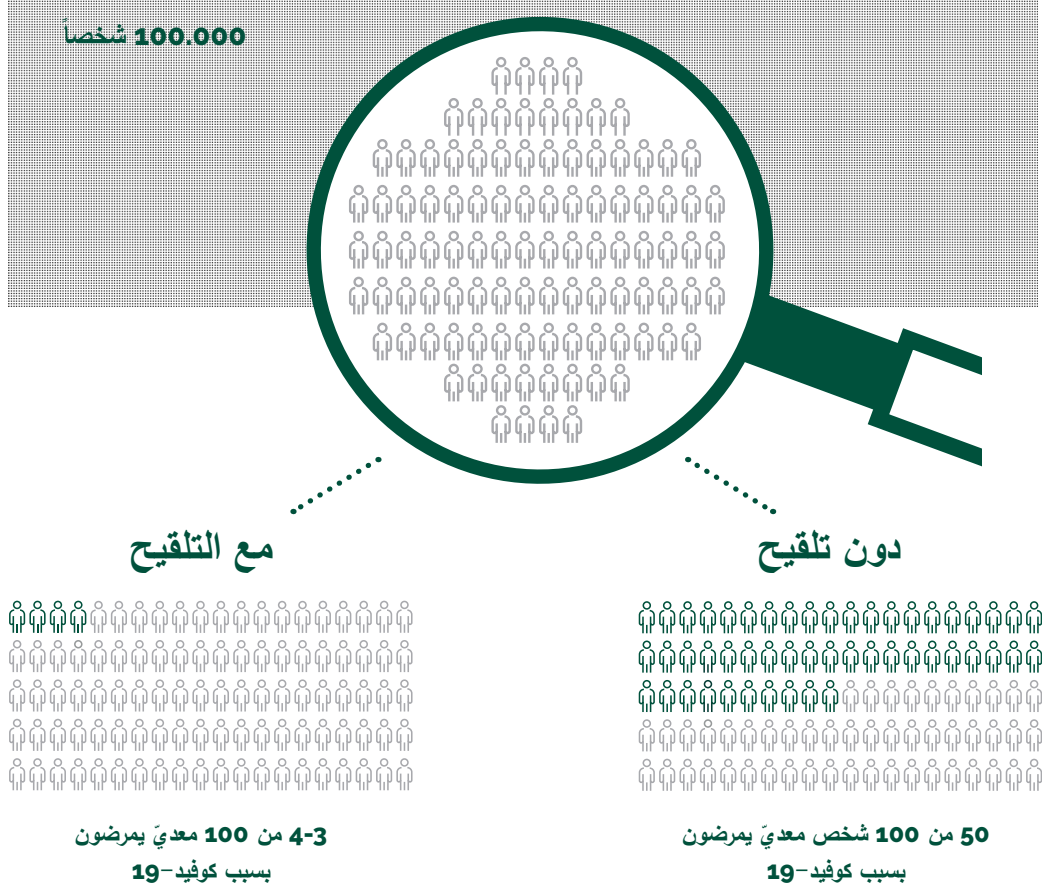 100.000 شخصاً
دون تلقيح
مع التلقيح
50 من 100 شخص معديّ يمرضون
بسبب كوفيد-19
4-3 من 100 معديّ يمرضون
بسبب كوفيد-19